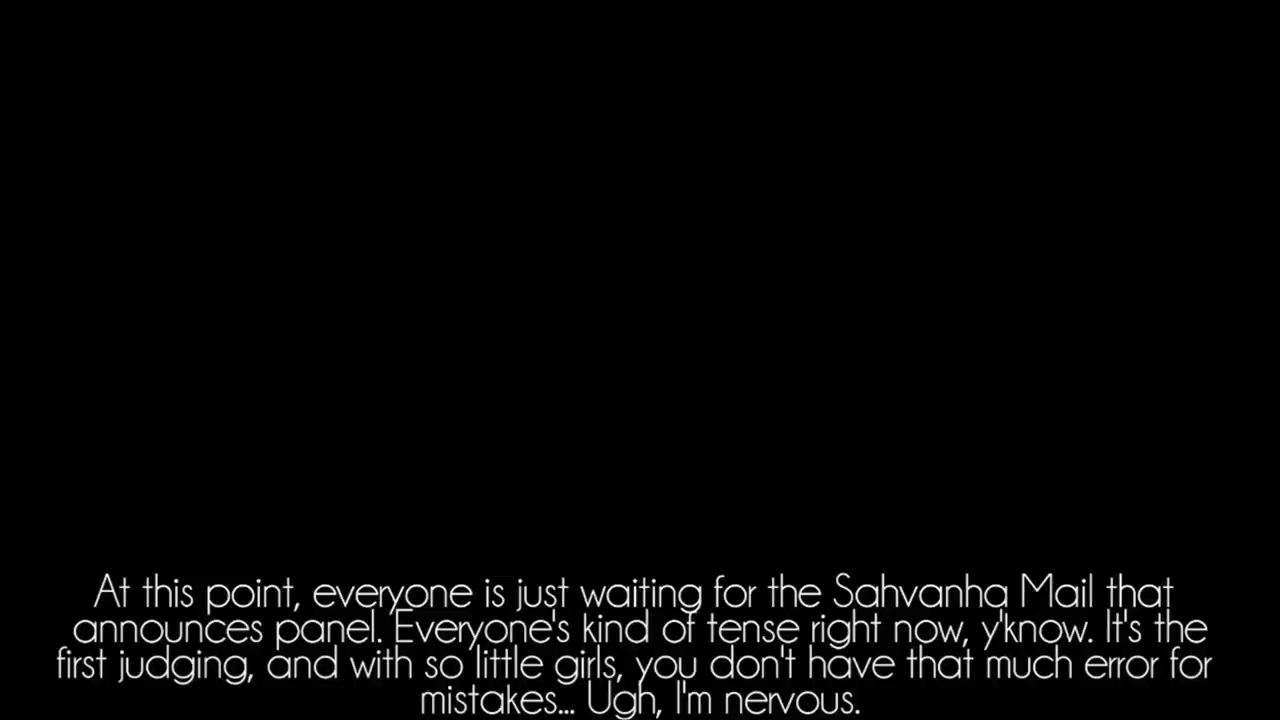 At this point, everyone is just waiting for the Sahvanha Mail that
announces panel. Everyone's kind of tense right now, y'know. It's the
first judging, and with so little girls, you don't have that much error for
mistakes... Ugh, I'm nervous.